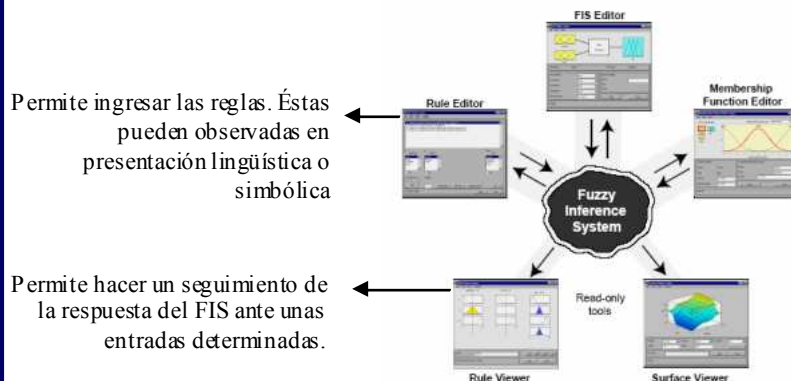 FIS Editor
Permite ingresar las reglas. Éstas
pueden observadas en
presentación lingüística o
simbólica
Rule Editor
Membership
Function Editor
Fuzzy
Inference
System
Permite hacer un seguimiento de
la respuesta del FIS ante unas
entradas determinadas.
Read-only
tools
Rule Viewer
Surface Viewer